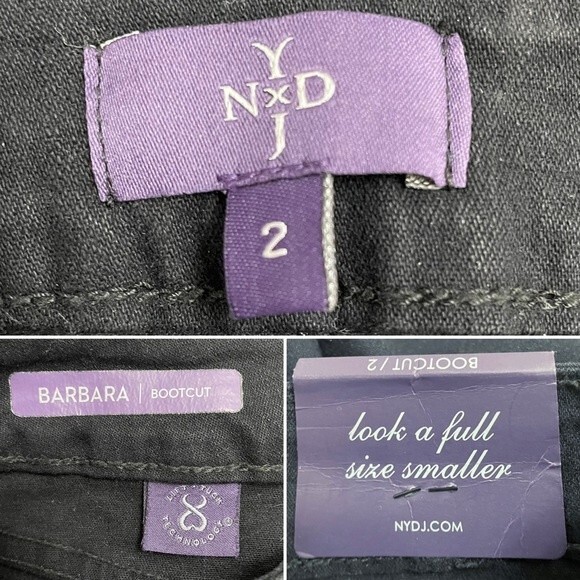 Y
N x D
J
2
BARBARA | BOOTCUT
LIFT TUCK
TECHNOLOGY
BOOTCUT / 2
look a full
size smaller
NYDJ.COM